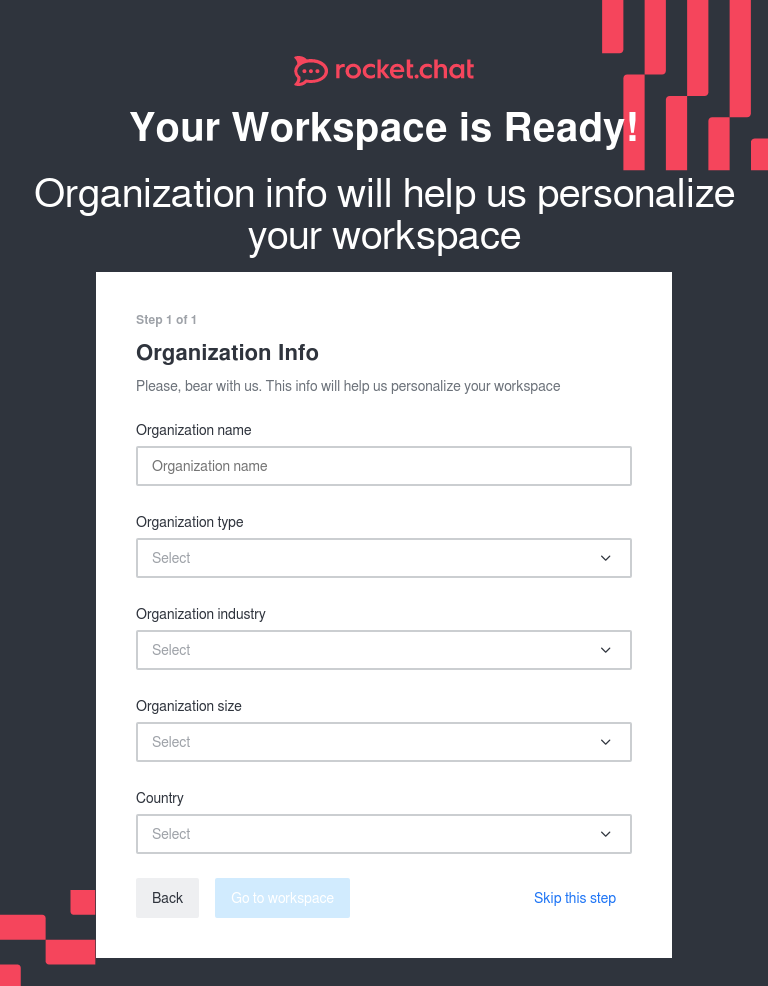 rocket.chat
Your Workspace is Ready!
Organization info will help us personalize
your workspace
Step 1 of 1
Organization Info
Please, bear with us. This info will help us personalize your workspace
Organization name
Organization name
Organization type
Select
Organization industry
Select
Organization size
Select
Country
Select
Back
Go to workspace
Skip this step